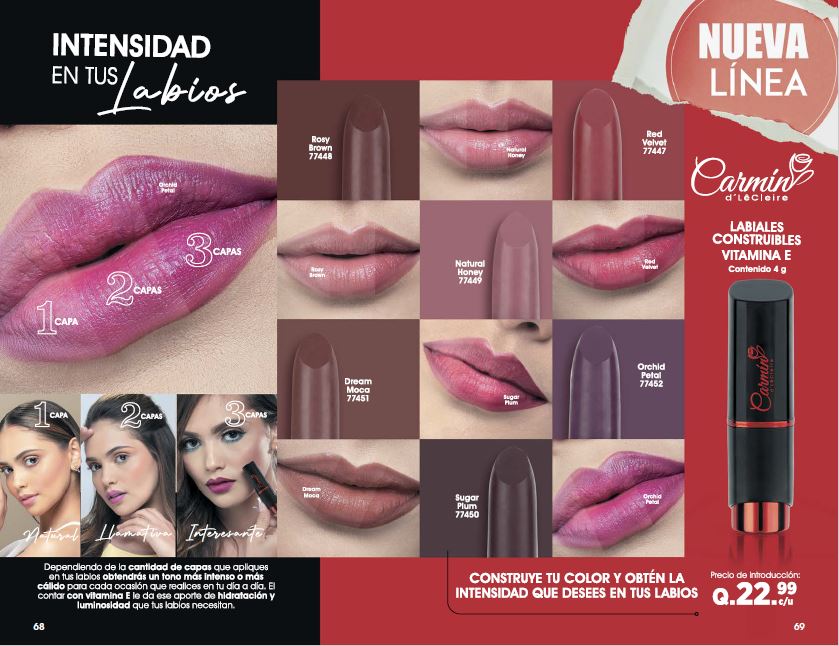 INTENSIDAD
EN TUS
Labios
Orchid
Petal
1 CAPA
2 CAPAS
3 CAPAS
1 CAPA
2 CAPAS
3 CAPAS
Natural
Llamativa
Interesante
Dependiendo de la cantidad de capas que apliques
en tus labios obtendrás un tono más intenso o más
cálido para cada ocasión que realices en tu día a día. El
contar con vitamina E le da ese aporte de hidratación y
luminosidad que tus labios necesitan.
68
Rosy
Brown
77448
Natural
Honey
Red
Velvet
77447
Rosy
Brown
Natural
Honey
77449
Red
Velvet
Dream
Moca
77451
Sugar
Plum
Orchid
Petal
77452
Dream
Moca
Sugar
Plum
77450
Orchid
Petal
CONSTRUYE TU COLOR Y OBTÉN LA
INTENSIDAD QUE DESEES EN TUS LABIOS
NUEVA
LÍNEA
Carmín
d'LéCleire
LABIALES
CONSTRUIBLES
VITAMINA E
Contenido 4 g
Carmín
d'LéCleire
Precio de Introducción:
Q.22.99
c/u
69